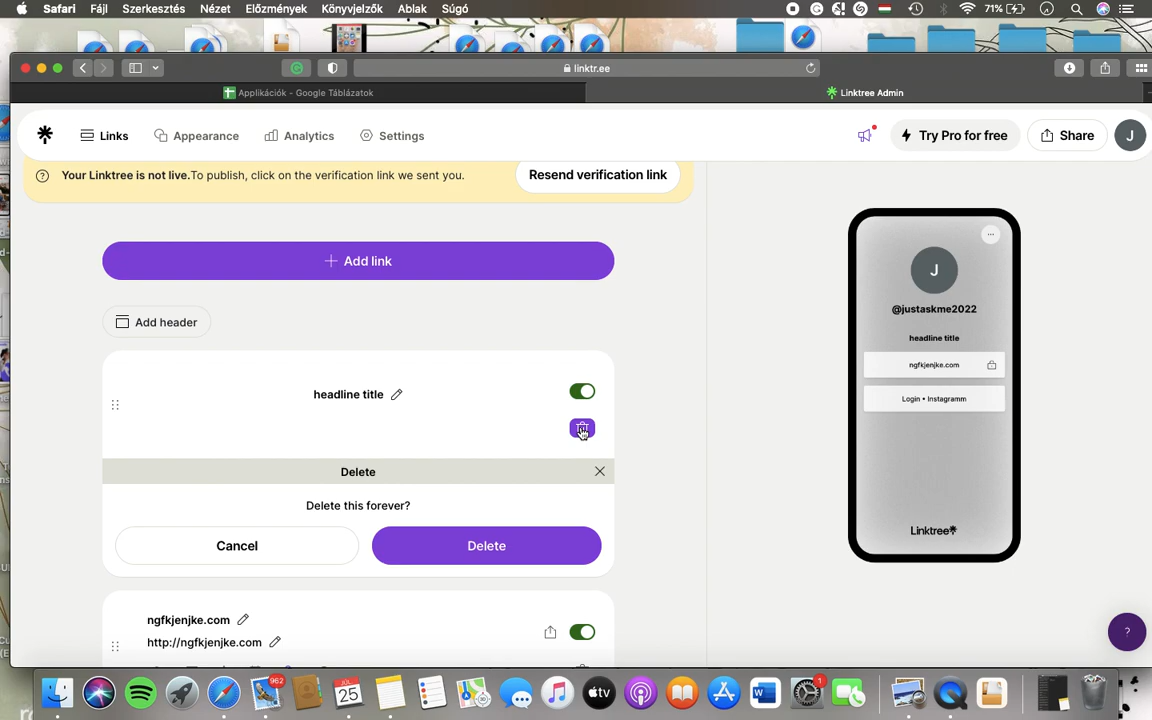 Safari Fájl Szerkesztés Nézet Előzmények Könyvjelzők Ablak Súgó 71%
linktr.ee
Applikációk - Google Táblázatok
Linktree Admin
Links Appearance Analytics Settings
Try Pro for free Share J
Your Linktree is not live.To publish, click on the verification link we sent you.
Resend verification link
+ Add link
Add header
headline title
Delete
Delete this forever?
Cancel Delete
ngfkjenjke.com
http://ngfkjenjke.com
J
@justaskme2022
headline title
ngfkjenjke.com
Login • Instagramm
Linktree
?
962
JÚL
25
1